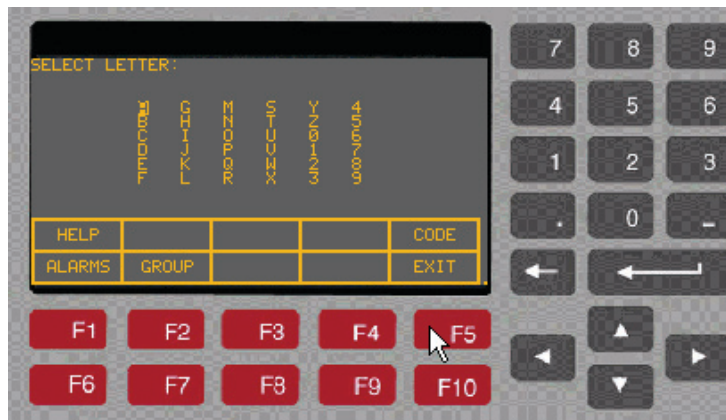 SELECT LETTER:
A G M S Y 4
B H N T Z 5
C I O U 0 6
D J P V 1 7
E K Q W 2 8
F L R X 3 9
HELP CODE
ALARMS GROUP EXIT
F1 F2 F3 F4 F5
F6 F7 F8 F9 F10
7 8 9
4 5 6
1 2 3
. 0 -